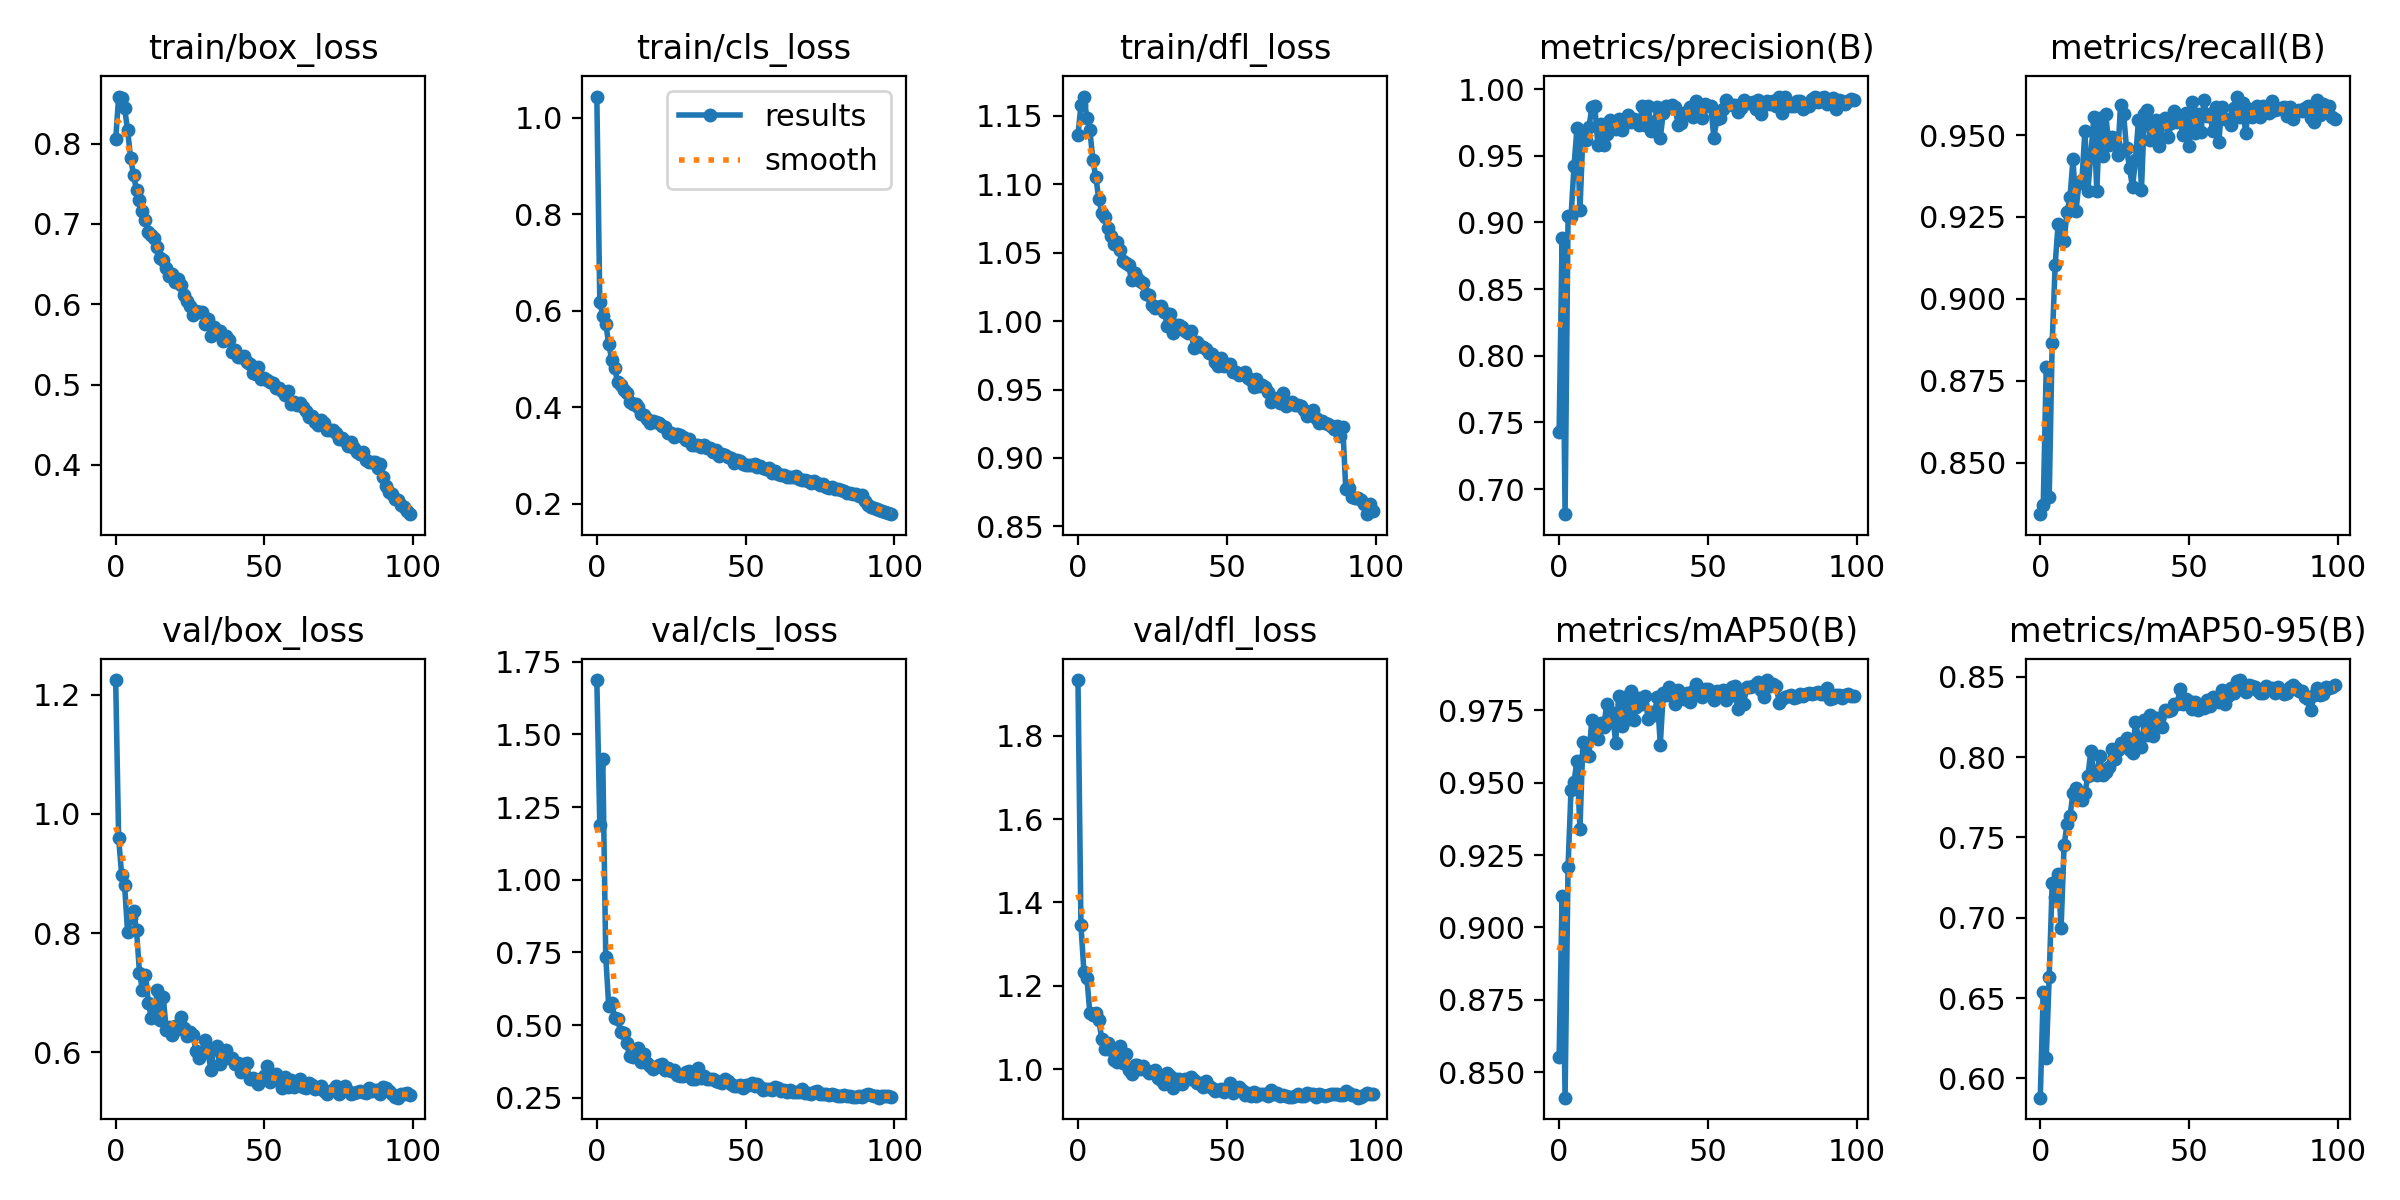 train/box_loss
0.8
0.7
0.6
0.5
0.4
0 50 100
train/cls_loss
results
smooth
1.0
0.8
0.6
0.4
0.2
0 50 100
train/dfl_loss
1.15
1.10
1.05
1.00
0.95
0.90
0.85
0 50 100
metrics/precision(B)
1.00
0.95
0.90
0.85
0.80
0.75
0.70
0 50 100
metrics/recall(B)
0.950
0.925
0.900
0.875
0.850
0 50 100
val/box_loss
1.2
1.0
0.8
0.6
0 50 100
val/cls_loss
1.75
1.50
1.25
1.00
0.75
0.50
0.25
0 50 100
val/dfl_loss
1.8
1.6
1.4
1.2
1.0
0 50 100
metrics/mAP50(B)
0.975
0.950
0.925
0.900
0.875
0.850
0 50 100
metrics/mAP50-95(B)
0.85
0.80
0.75
0.70
0.65
0.60
0 50 100